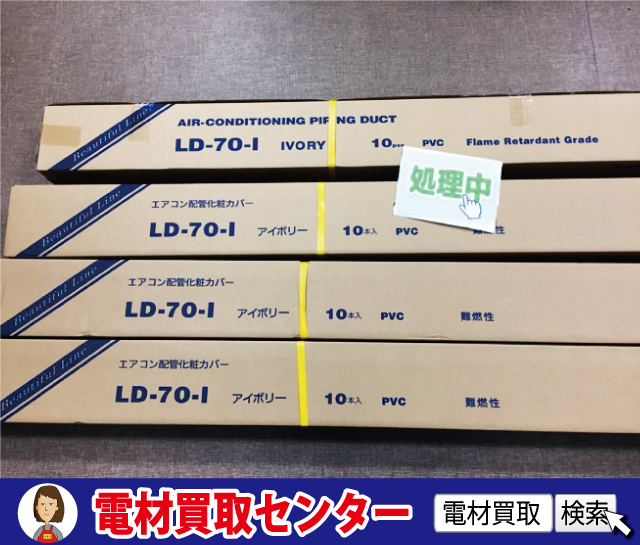 Beautiful Line
AIR-CONDITIONING PIPING DUCT
LD-70-I IVORY 10pcs PVC Flame Retardant Grade
処理中
Beautiful Line
エアコン配管化粧カバー
LD-70-I アイボリー 10本入 PVC 難燃性
Beautiful Line
エアコン配管化粧カバー
LD-70-I アイボリー 10本入 PVC 難燃性
Beautiful Line
エアコン配管化粧カバー
LD-70-I アイボリー 10本入 PVC 難燃性
電材買取センター 電材買取 検索